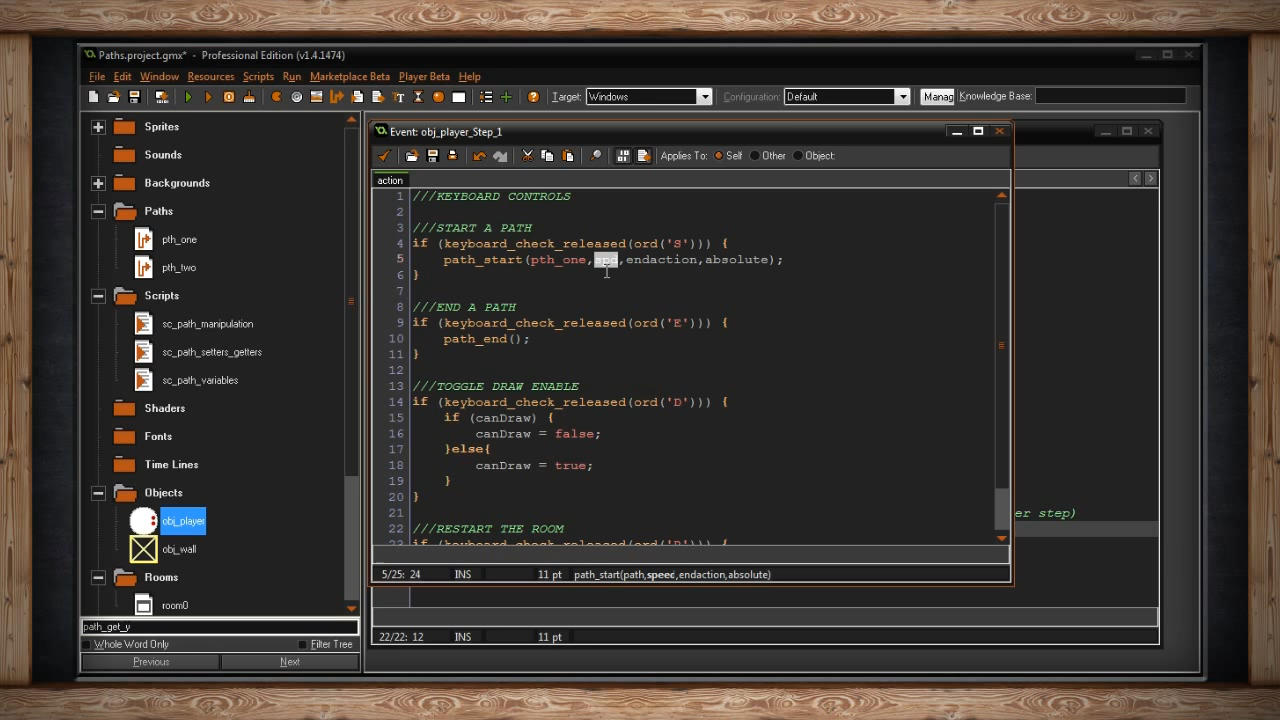 Paths.project.gmx* - Professional Edition (v1.4.1474)
File Edit Window Resources Scripts Run Marketplace Beta Player Beta Help
Target: Windows Configuration: Default Manag Knowledge Base:
Sprites
Sounds
Backgrounds
Paths
pth_one
pth_two
Scripts
sc_path_manipulation
sc_path_setters_getters
sc_path_variables
Shaders
Fonts
Time Lines
Objects
obj_player
obj_wall
Rooms
room0
path_get_y
Whole Word Only Filter Tree
Previous Next
Event: obj_player_Step_1
Applies To: Self Other Object:
action
1 ///KEYBOARD CONTROLS
2
3 ///START A PATH
4 if (keyboard_check_released(ord('S'))) {
5 path_start(pth_one,spd,endaction,absolute);
6 }
7
8 ///END A PATH
9 if (keyboard_check_released(ord('E'))) {
10 path_end();
11 }
12
13 ///TOGGLE DRAW ENABLE
14 if (keyboard_check_released(ord('D'))) {
15 if (canDraw) {
16 canDraw = false;
17 }else{
18 canDraw = true;
19 }
20 }
21
22 ///RESTART THE ROOM
23 if (keyboard_check_released(ord('R'))) {
er step)
5/25: 24 INS 11 pt path_start(path,speed,endaction,absolute)
22/22: 12 INS 11 pt